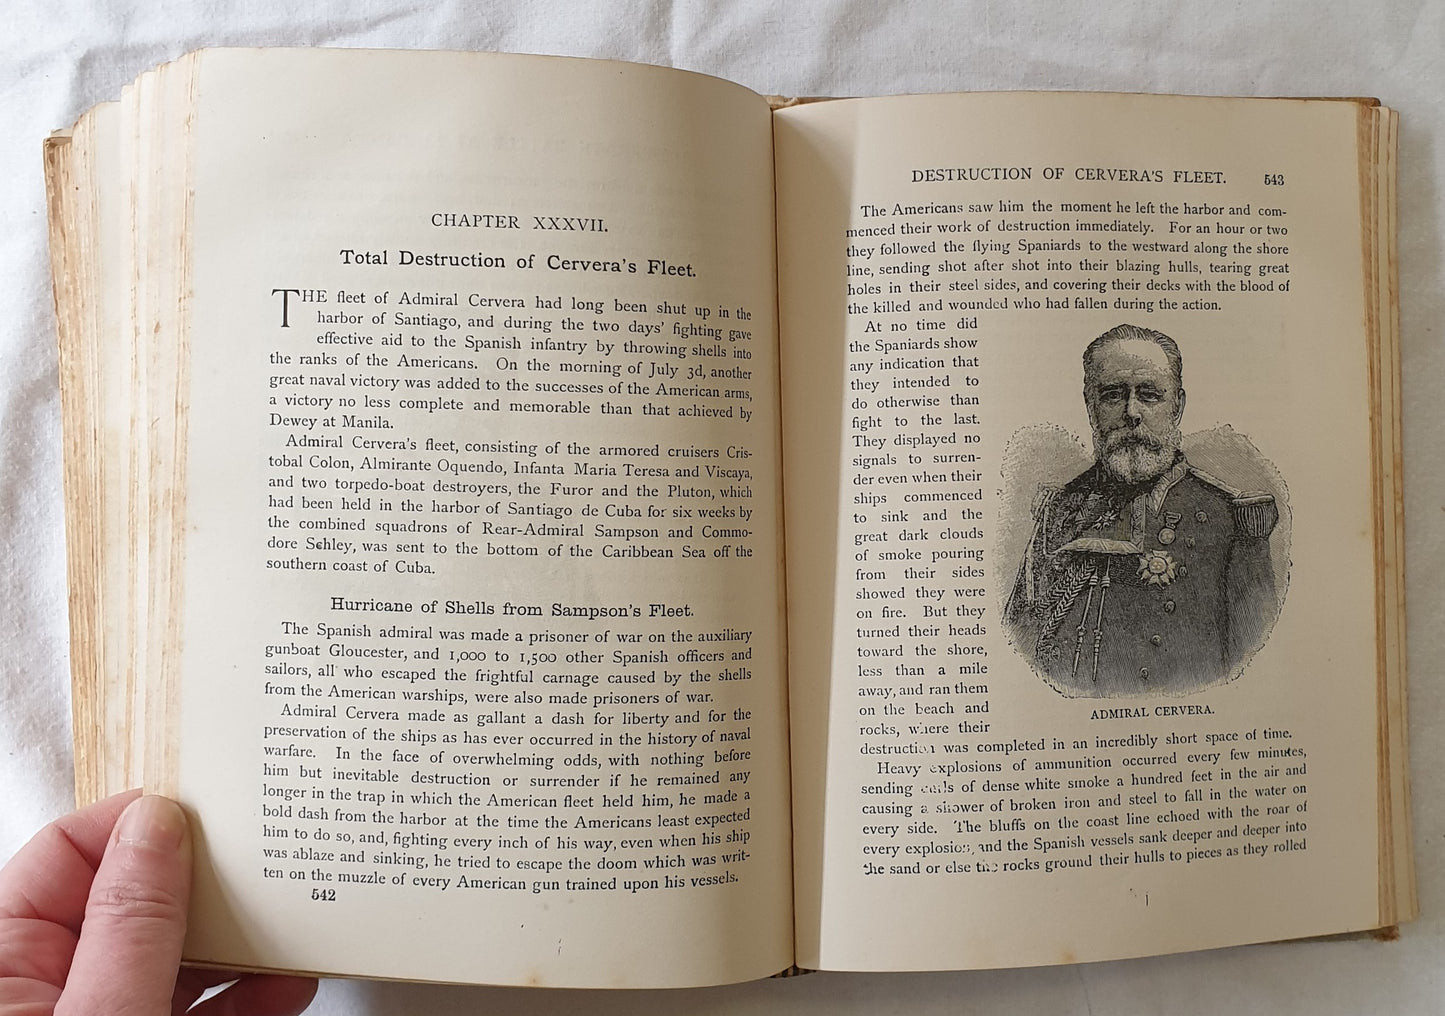 CHAPTER XXXVII.
Total Destruction of Cervera's Fleet.
THE fleet of Admiral Cervera had long been shut up in the
harbor of Santiago, and during the two days' fighting gave
effective aid to the Spanish infantry by throwing shells into
the ranks of the Americans. On the morning of July 3d, another
great naval victory was added to the successes of the American arms,
a victory no less complete and memorable than that achieved by
Dewey at Manila.
Admiral Cervera's fleet, consisting of the armored cruisers Cris-
tobal Colon, Almirante Oquendo, Infanta Maria Teresa and Viscaya,
and two torpedo-boat destroyers, the Furor and the Pluton, which
had been held in the harbor of Santiago de Cuba for six weeks by
the combined squadrons of Rear-Admiral Sampson and Commo-
dore Schley, was sent to the bottom of the Caribbean Sea off the
southern coast of Cuba.
Hurricane of Shells from Sampson's Fleet.
The Spanish admiral was made a prisoner of war on the auxiliary
gunboat Gloucester, and 1,000 to 1,500 other Spanish officers and
sailors, all who escaped the frightful carnage caused by the shells
from the American warships, were also made prisoners of war.
Admiral Cervera made as gallant a dash for liberty and for the
preservation of the ships as has ever occurred in the history of naval
warfare. In the face of overwhelming odds, with nothing before
him but inevitable destruction or surrender if he remained any
longer in the trap in which the American fleet held him, he made a
bold dash from the harbor at the time the Americans least expected
him to do so, and, fighting every inch of his way, even when his ship
was ablaze and sinking, he tried to escape the doom which was writ-
ten on the muzzle of every American gun trained upon his vessels.
542
DESTRUCTION OF CERVERA'S FLEET. 543
The Americans saw him the moment he left the harbor and com-
menced their work of destruction immediately. For an hour or two
they followed the flying Spaniards to the westward along the shore
line, sending shot after shot into their blazing hulls, tearing great
holes in their steel sides, and covering their decks with the blood of
the killed and wounded who had fallen during the action.
At no time did
the Spaniards show
any indication that
they intended to
do otherwise than
fight to the last.
They displayed no
signals to surren-
der even when their
ships commenced
to sink and the
great dark clouds
of smoke pouring
from their sides
showed they were
on fire. But they
turned their heads
toward the shore,
less than a mile
away, and ran them
on the beach and
rocks, where their
destruction was completed in an incredibly short space of time.
ADMIRAL CERVERA.
Heavy explosions of ammunition occurred every few minutes,
sending curls of dense white smoke a hundred feet in the air and
causing a shower of broken iron and steel to fall in the water on
every side. The bluffs on the coast line echoed with the roar of
every explosion, and the Spanish vessels sank deeper and deeper into
the sand or else the rocks ground their hulls to pieces as they rolled